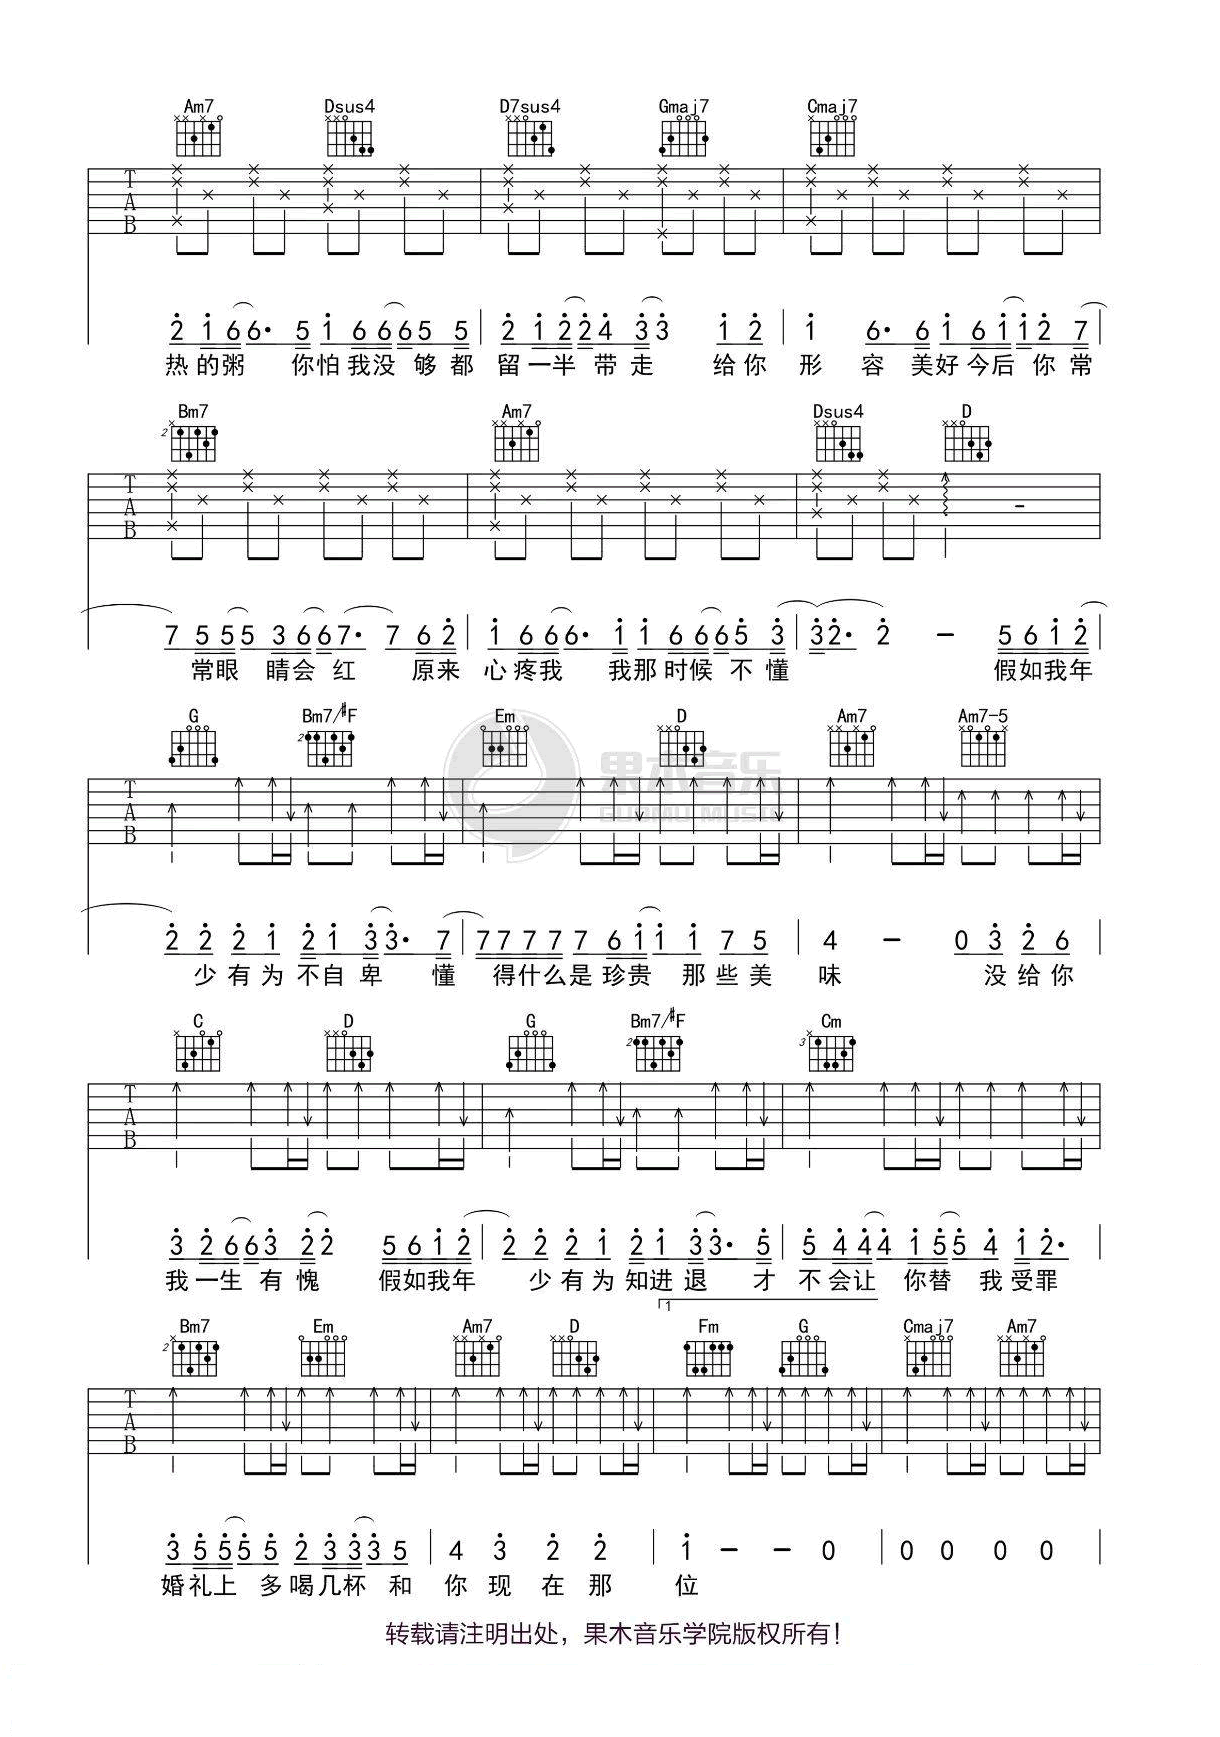 Am7 Dsus4 D7sus4 Gmaj7 Cmaj7
T
A
B
2 1 6 6· 5 1 6 6 6 5 5 | 2 1 2 2 4 3 3 1 2 | 1 6· 6 1 6 1 1 2 7
热的粥 你怕我没够都 留一半带走 给你 形容美好今后你常
Bm7 Am7 Dsus4 D
2
T
A
B
7 5 5 5 3 6 6 7· 7 6 2 | 1 6 6 6· 1 1 6 6 6 5 3 | 3 2· 2 – 5 6 1 2
常眼睛会红 原来 心疼我 我那时候不懂 假如我年
G Bm7/#F Em D Am7 Am7-5
2
果木音乐
GUOMU MUSIC
T
A
B
2 2 2 1 2 1 3 3· 7 | 7 7 7 7 7 6 1 1 1 7 5 | 4 – 0 3 2 6
少有为不自卑 懂 得什么是珍贵 那些美 味 没给你
C D G Bm7/#F Cm
2 3
T
A
B
3 2 6 6 3 2 2 5 6 1 2 | 2 2 2 1 2 1 3 3· 5 | 5 4 4 4 1 5 5 4 1 2·
我一生有愧 假如我年 少有为知进退 才 不会让你替我受罪
1
Bm7 Em Am7 D Fm G Cmaj7 Am7
2
T
A
B
3 5 5 5 5 2 3 3 3 5 | 4 3 2 2 | 1 – – 0 | 0 0 0 0
婚礼上多喝几杯和 你现在那 位
转载请注明出处，果木音乐学院版权所有！